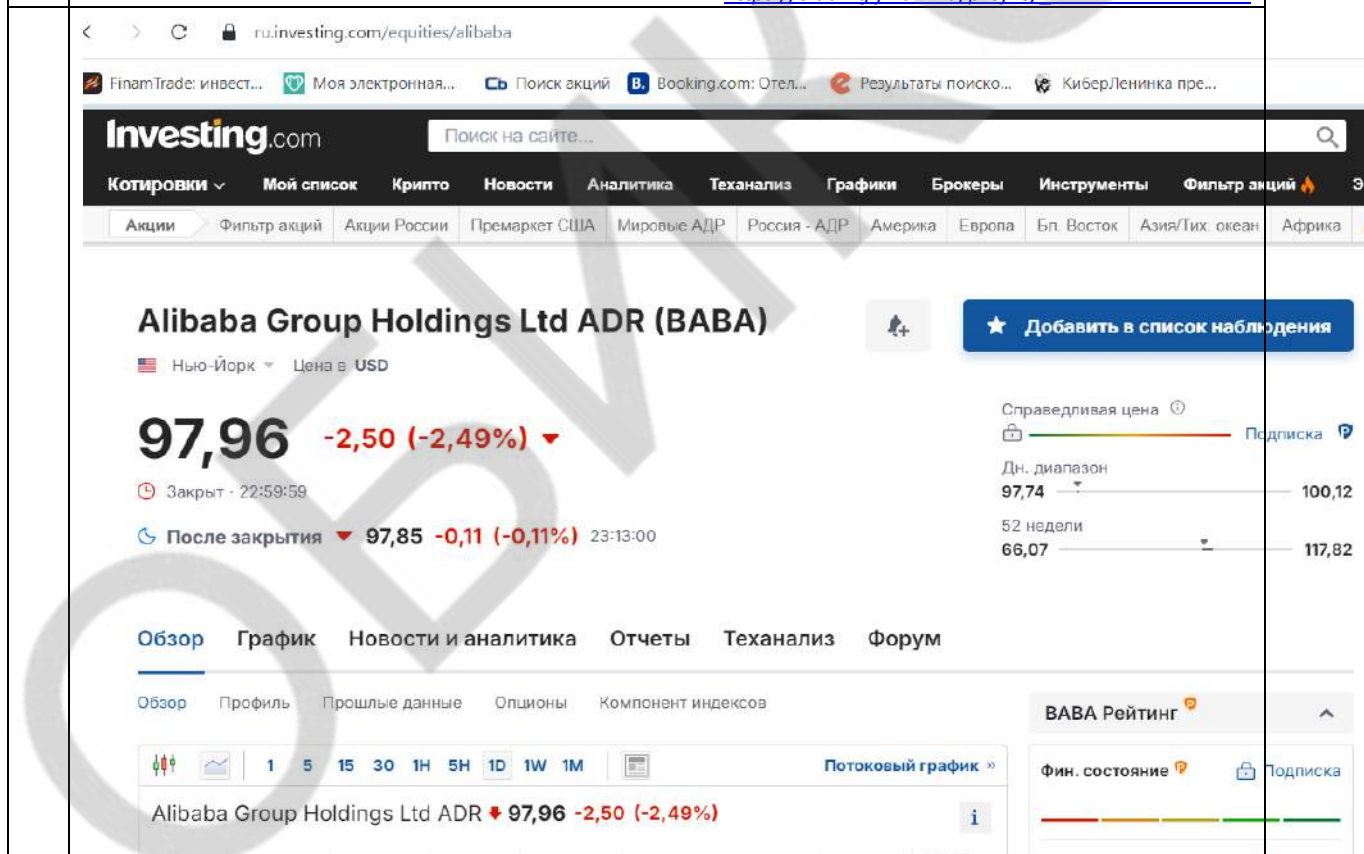 ru.investing.com/equities/alibaba
FinamTrade: инвест... Моя электронная... Сь Поиск акций B. Booking.com: Отел... Результаты поиско... КиберЛенинка пре...
Investing.com Поиск на сайте...
Котировки Мой список Крипто Новости Аналитика Теханализ Графики Брокеры Инструменты Фильтр акций Э
Акции Фильтр акций Акции России Премаркет США Мировые АДР Россия - АДР Америка Европа Бл. Восток Азия/Тих. океан Африка
Alibaba Group Holdings Ltd ADR (BABA)
Добавить в список наблюдения
Нью-Йорк Цена в USD
97,96 -2,50 (-2,49%)
Справедливая цена
Подписка
Закрыт · 22:59:59
Дн. диапазон
97,74 100,12
После закрытия 97,85 -0,11 (-0,11%) 23:13:00
52 недели
66,07 117,82
Обзор График Новости и аналитика Отчеты Теханализ Форум
Обзор Профиль Прошлые данные Опционы Компонент индексов
BABA Рейтинг
1 5 15 30 1H 5H 1D 1W 1M Потоковый график »
Фин. состояние Подписка
Alibaba Group Holdings Ltd ADR 97,96 -2,50 (-2,49%) i